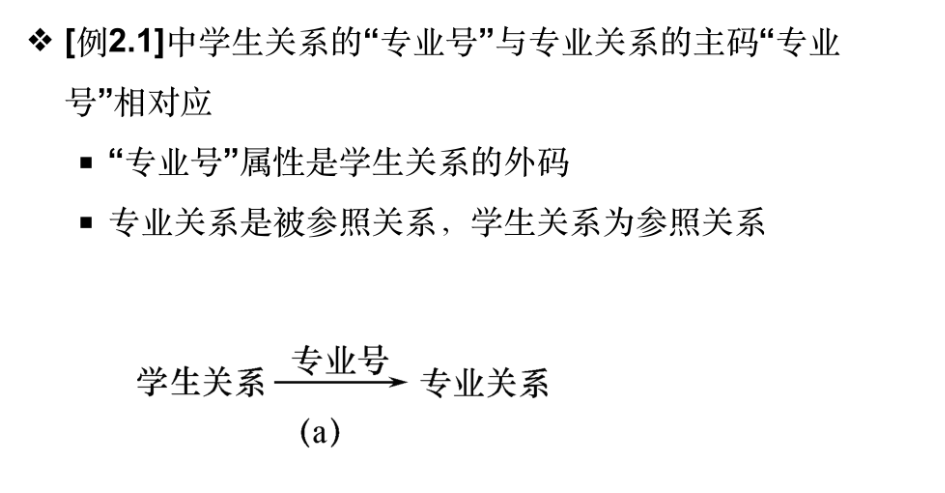 ❖ [例2.1]中学生关系的“专业号”与专业关系的主码“专业
号”相对应
▪ “专业号”属性是学生关系的外码
▪ 专业关系是被参照关系，学生关系为参照关系
专业号
学生关系 专业关系
(a)